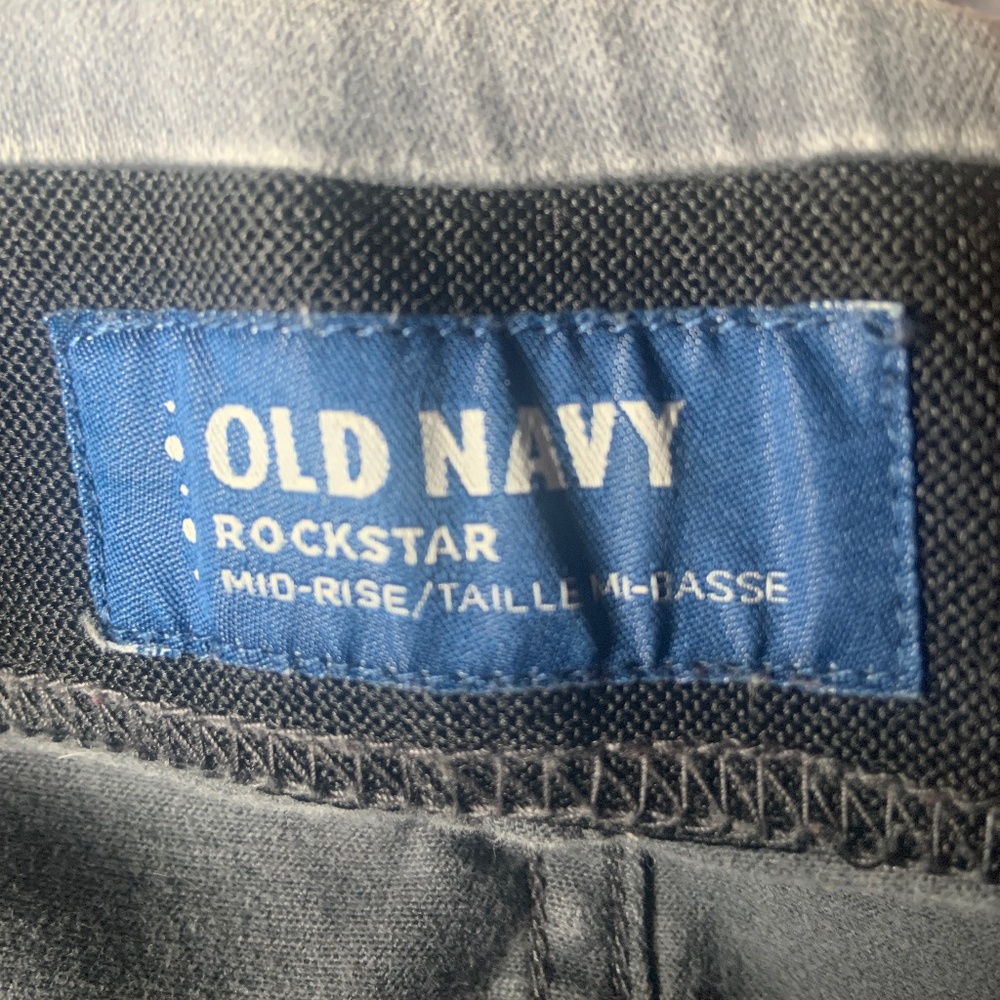 OLD NAVY
ROCKSTAR
MID-RISE/TAILLE MI-BASSE